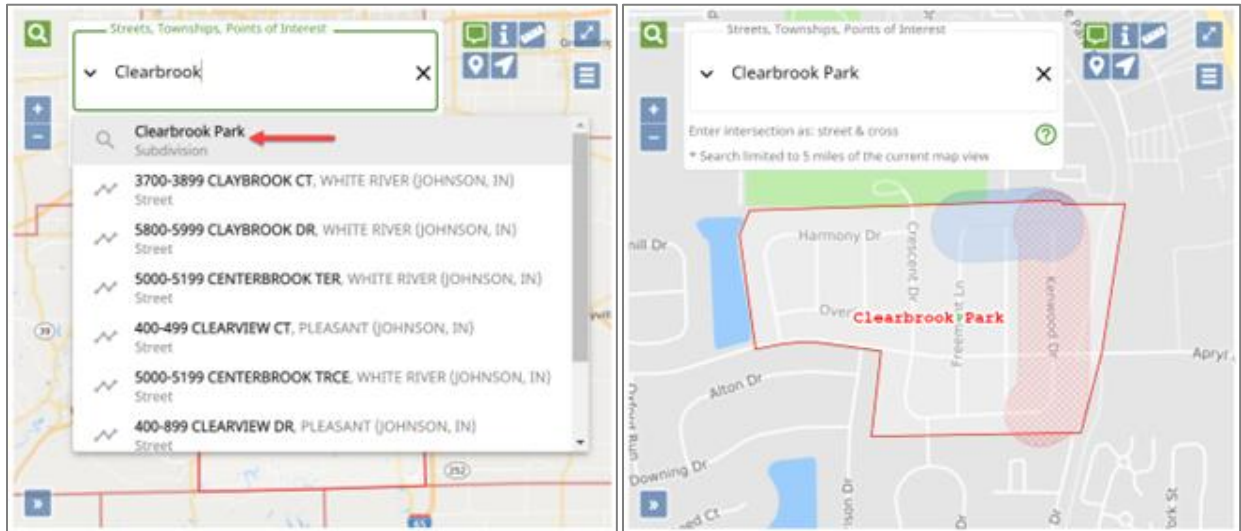 Streets, Townships, Points of Interest
Clearbrook
Clearbrook Park
Subdivision
3700-3899 CLAYBROOK CT, WHITE RIVER (JOHNSON, IN)
Street
5800-5999 CLAYBROOK DR, WHITE RIVER (JOHNSON, IN)
Street
5000-5199 CENTERBROOK TER, WHITE RIVER (JOHNSON, IN)
Street
400-499 CLEARVIEW CT, PLEASANT (JOHNSON, IN)
Street
5000-5199 CENTERBROOK TRCE, WHITE RIVER (JOHNSON, IN)
Street
400-899 CLEARVIEW DR, PLEASANT (JOHNSON, IN)
Street
39
252
65
Streets, Townships, Points of Interest
Clearbrook Park
Enter intersection as: street & cross
* Search limited to 5 miles of the current map view
Harmony Dr
Crescent Dr
Over
Clearbrook Park
Freemont Ln
Kenwood Dr
Alton Dr
Downing Dr